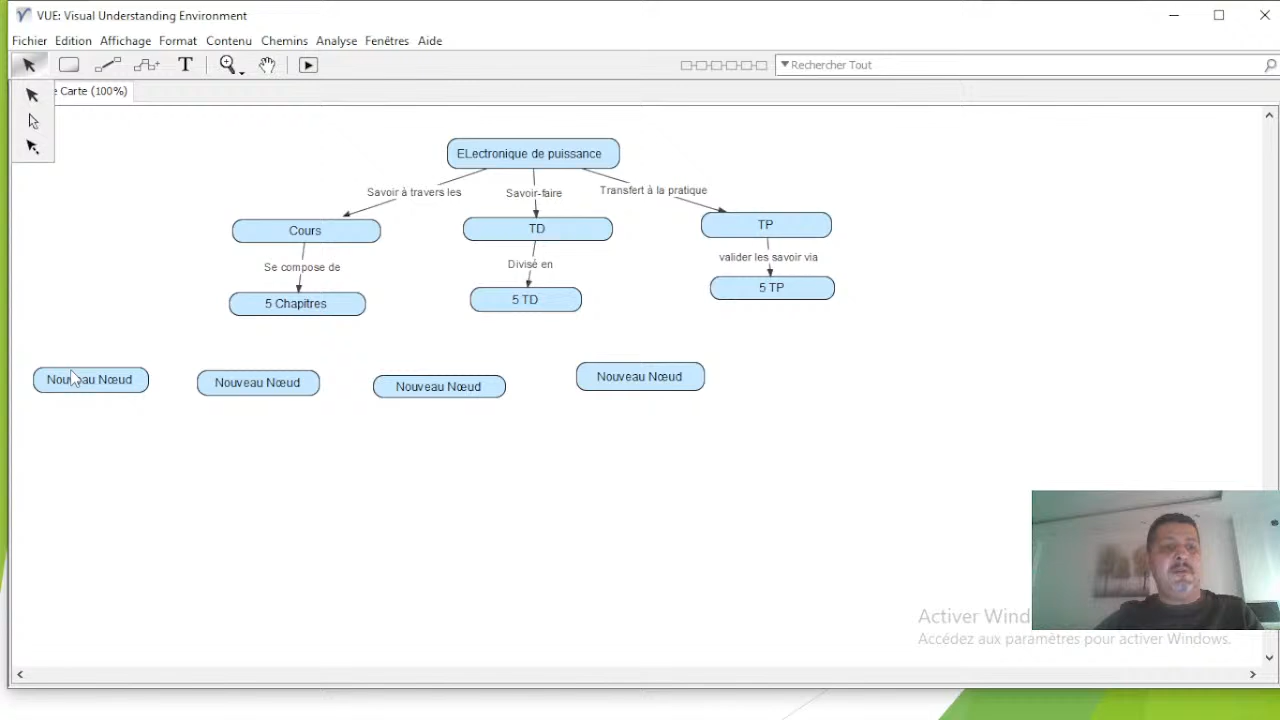 VUE: Visual Understanding Environment
Fichier Edition Affichage Format Contenu Chemins Analyse Fenêtres Aide
T Rechercher Tout
e Carte (100%)
ELectronique de puissance
Savoir à travers les Savoir-faire Transfert à la pratique
Cours TD TP
Se compose de Divisé en valider les savoir via
5 Chapitres 5 TD 5 TP
Nouveau Nœud Nouveau Nœud Nouveau Nœud Nouveau Nœud
Activer Wind
Accédez aux paramètres pour activer Windows.